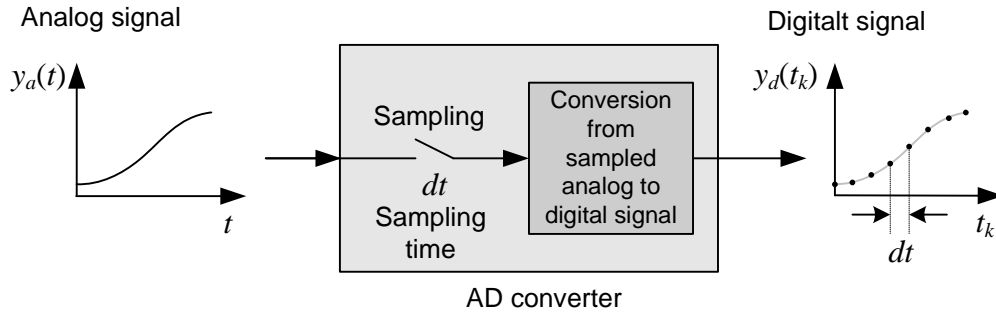 Analog signal
Digitalt signal
yₐ(t)
t
Sampling
dt
Sampling
time
Conversion
from
sampled
analog to
digital signal
AD converter
y_d(t_k)
t_k
dt